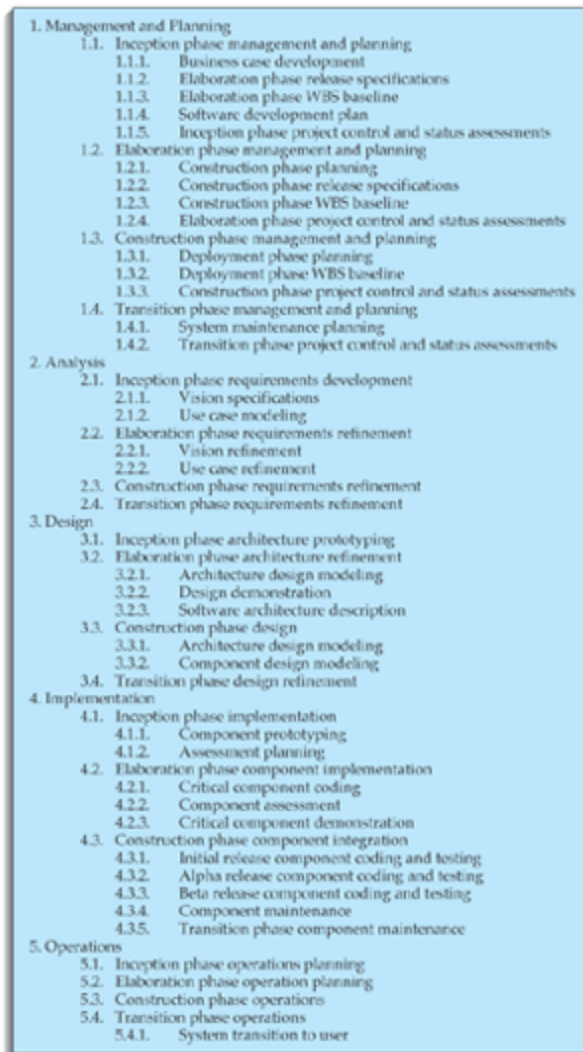 1. Management and Planning
1.1. Inception phase management and planning
1.1.1. Business case development
1.1.2. Elaboration phase release specifications
1.1.3. Elaboration phase WBS baseline
1.1.4. Software development plan
1.1.5. Inception phase project control and status assessments
1.2. Elaboration phase management and planning
1.2.1. Construction phase planning
1.2.2. Construction phase release specifications
1.2.3. Construction phase WBS baseline
1.2.4. Elaboration phase project control and status assessments
1.3. Construction phase management and planning
1.3.1. Deployment phase planning
1.3.2. Deployment phase WBS baseline
1.3.3. Construction phase project control and status assessments
1.4. Transition phase management and planning
1.4.1. System maintenance planning
1.4.2. Transition phase project control and status assessments
2. Analysis
2.1. Inception phase requirements development
2.1.1. Vision specifications
2.1.2. Use case modeling
2.2. Elaboration phase requirements refinement
2.2.1. Vision refinement
2.2.2. Use case refinement
2.3. Construction phase requirements refinement
2.4. Transition phase requirements refinement
3. Design
3.1. Inception phase architecture prototyping
3.2. Elaboration phase architecture refinement
3.2.1. Architecture design modeling
3.2.2. Design demonstration
3.2.3. Software architecture description
3.3. Construction phase design
3.3.1. Architecture design modeling
3.3.2. Component design modeling
3.4. Transition phase design refinement
4. Implementation
4.1. Inception phase implementation
4.1.1. Component prototyping
4.1.2. Assessment planning
4.2. Elaboration phase component implementation
4.2.1. Critical component coding
4.2.2. Component assessment
4.2.3. Critical component demonstration
4.3. Construction phase component integration
4.3.1. Initial release component coding and testing
4.3.2. Alpha release component coding and testing
4.3.3. Beta release component coding and testing
4.3.4. Component maintenance
4.3.5. Transition phase component maintenance
5. Operations
5.1. Inception phase operations planning
5.2. Elaboration phase operation planning
5.3. Construction phase operations
5.4. Transition phase operations
5.4.1. System transition to user